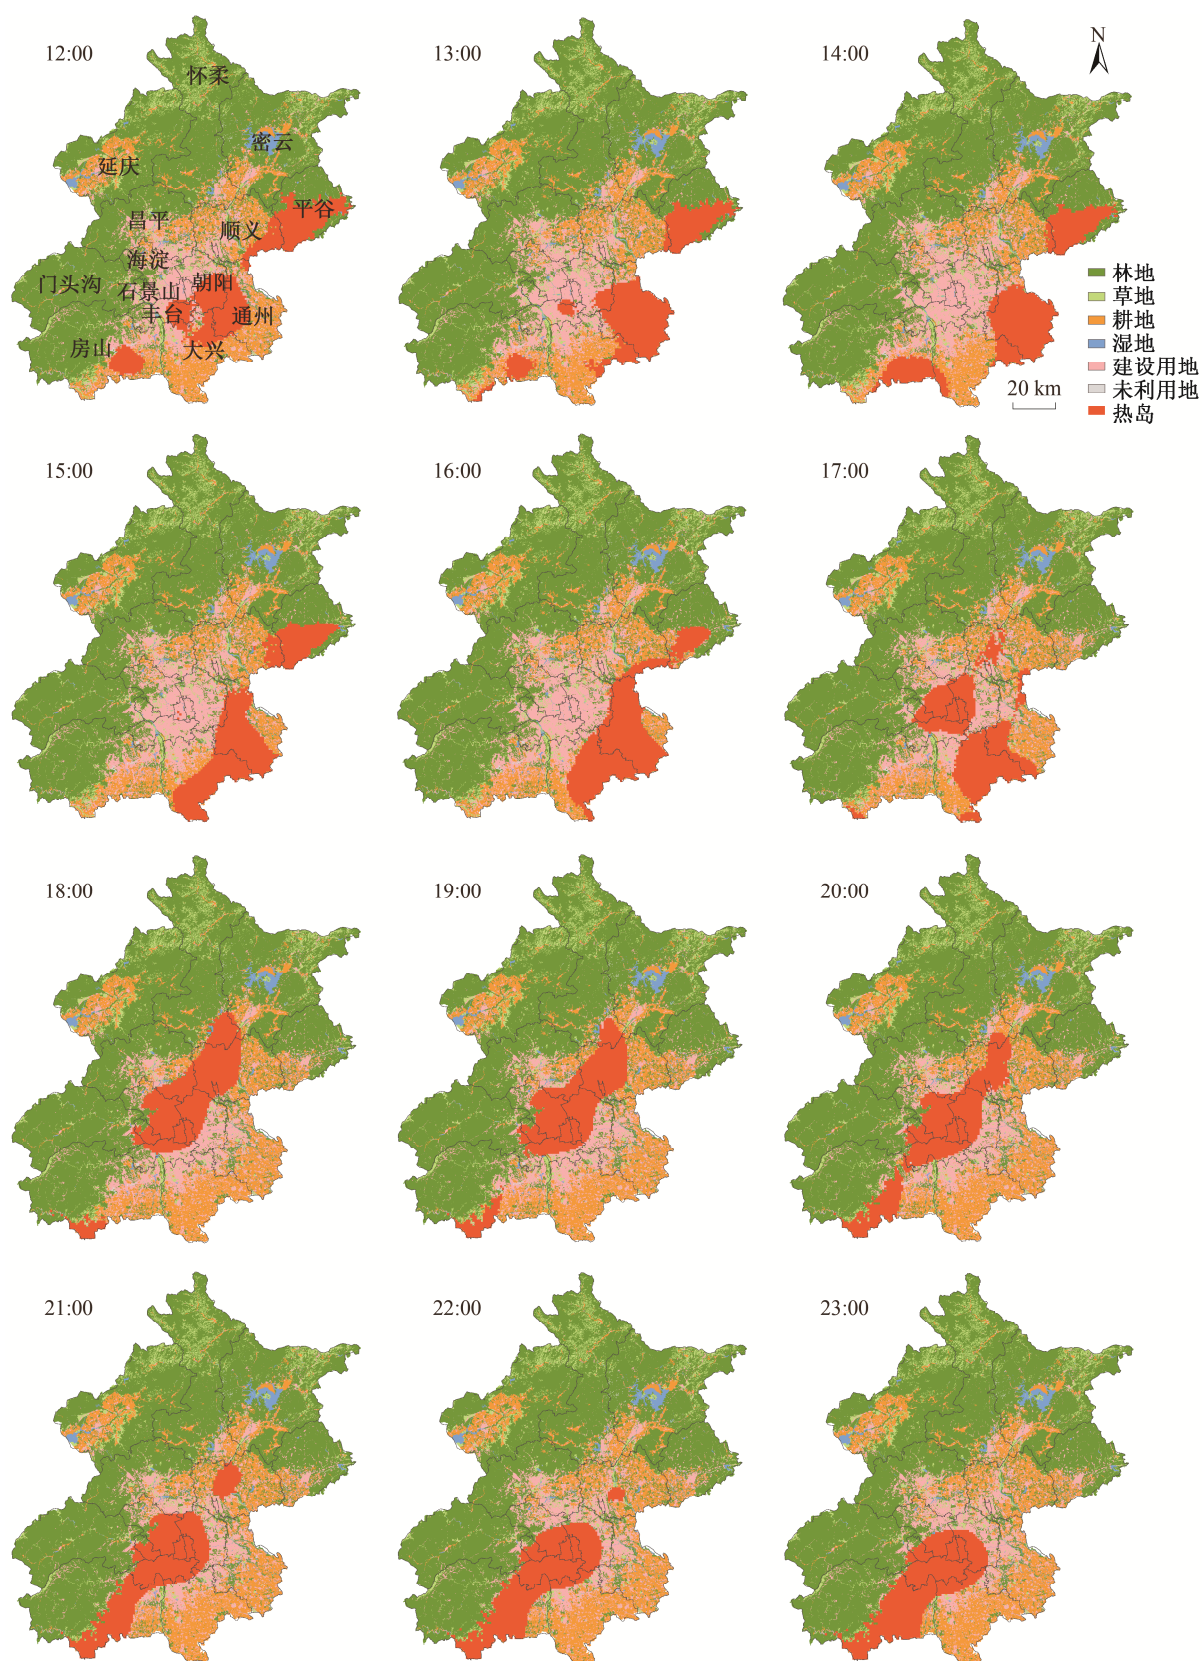 12:00
13:00
14:00
N
怀柔
密云
延庆
平谷
昌平
顺义
海淀
门头沟
石景山
朝阳
丰台
通州
房山
大兴
林地
草地
耕地
湿地
建设用地
未利用地
热岛
20 km
15:00
16:00
17:00
18:00
19:00
20:00
21:00
22:00
23:00